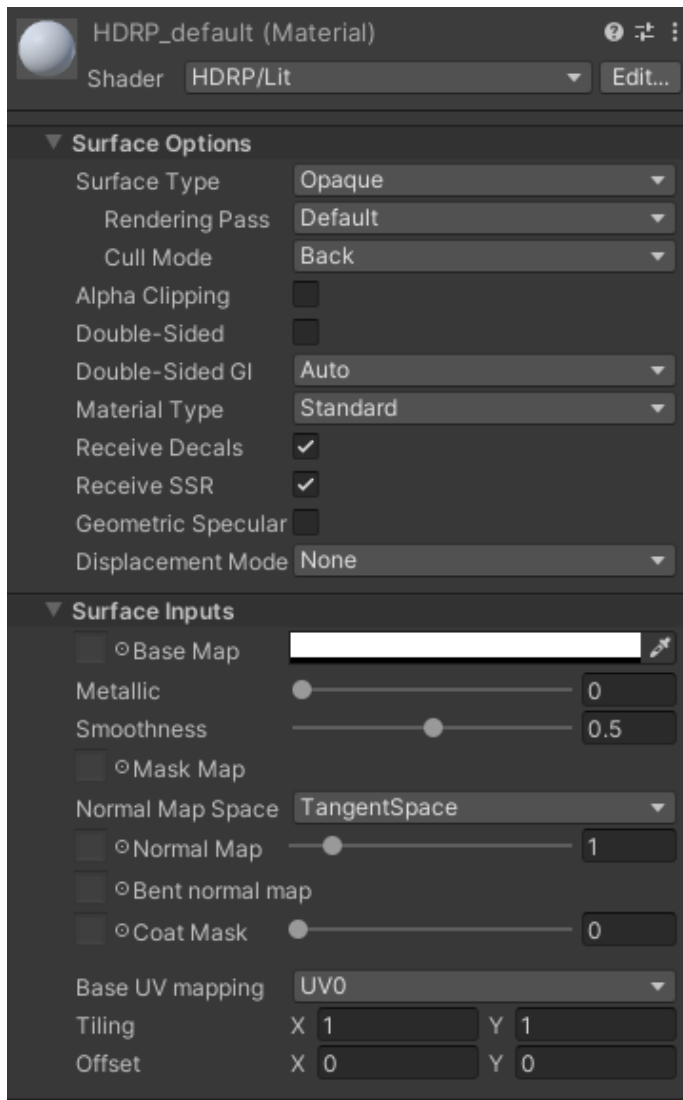 HDRP_default (Material)
Shader HDRP/Lit Edit...
Surface Options
Surface Type Opaque
Rendering Pass Default
Cull Mode Back
Alpha Clipping
Double-Sided
Double-Sided GI Auto
Material Type Standard
Receive Decals
Receive SSR
Geometric Specular
Displacement Mode None
Surface Inputs
Base Map
Metallic 0
Smoothness 0.5
Mask Map
Normal Map Space TangentSpace
Normal Map 1
Bent normal map
Coat Mask 0
Base UV mapping UV0
Tiling X 1 Y 1
Offset X 0 Y 0